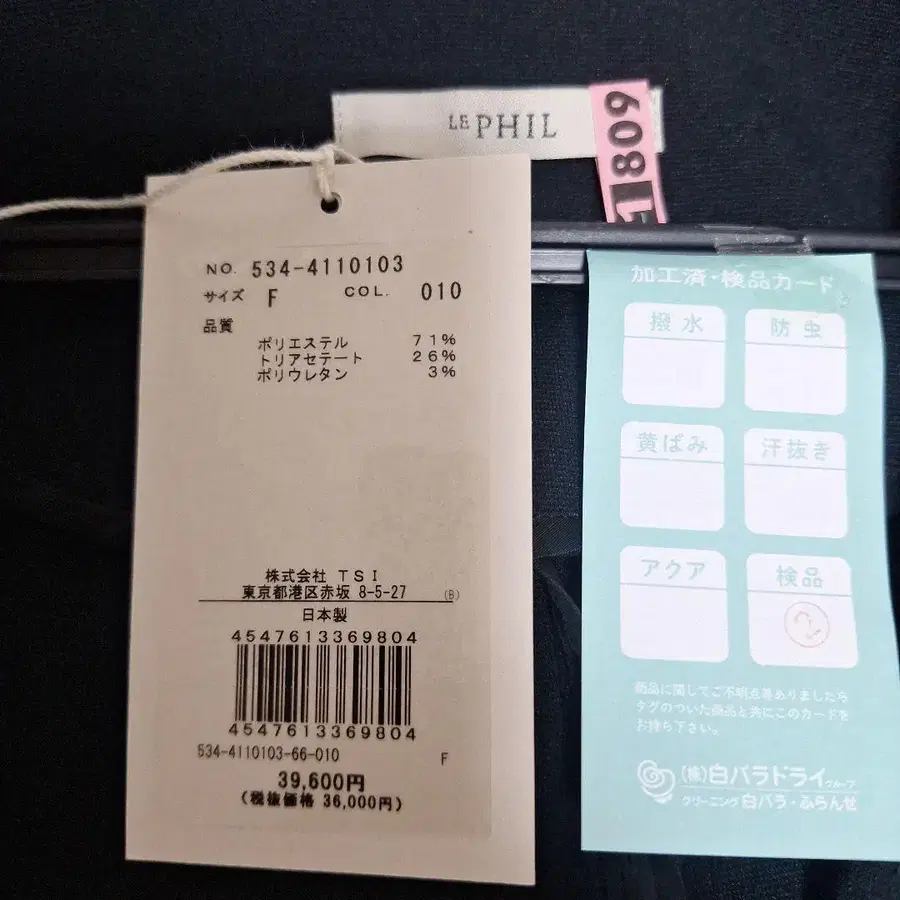 LE PHIL
1809
NO. 534-4110103
サイズ F COL. 010
品質
ポリエステル 71%
トリアセテート 26%
ポリウレタン 3%
株式会社 TSI
東京都港区赤坂 8-5-27 (B)
日本製
4547613369804
4547613369804
534-4110103-66-010 F
39,600円
(税抜価格 36,000円)
加工済・検品カード
撥水 防虫
黄ばみ 汗抜き
アクア 検品
商品に関してご不明点等ありましたら
タグのついた商品と共にこのカードを
お持ち下さい。
(株)白バラドライグループ
クリーニング 白バラ・ふらんせ